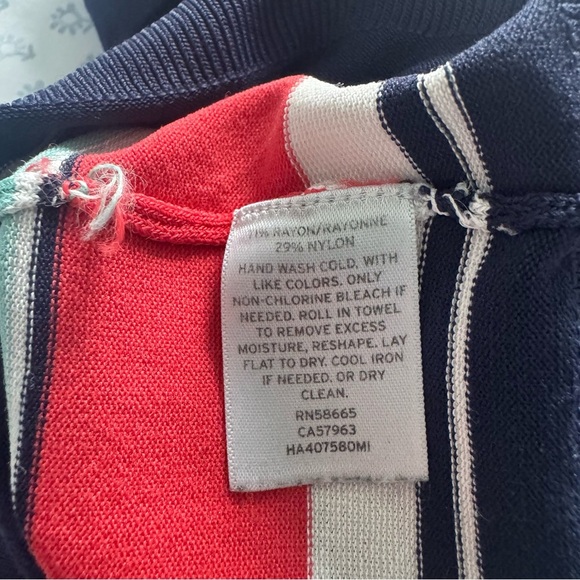 RAYON/RAYONNE
29% NYLON
HAND WASH COLD, WITH
LIKE COLORS. ONLY
NON-CHLORINE BLEACH IF
NEEDED. ROLL IN TOWEL
TO REMOVE EXCESS
MOISTURE, RESHAPE. LAY
FLAT TO DRY. COOL IRON
IF NEEDED. OR DRY
CLEAN.
RN58665
CA57963
HA407580MI